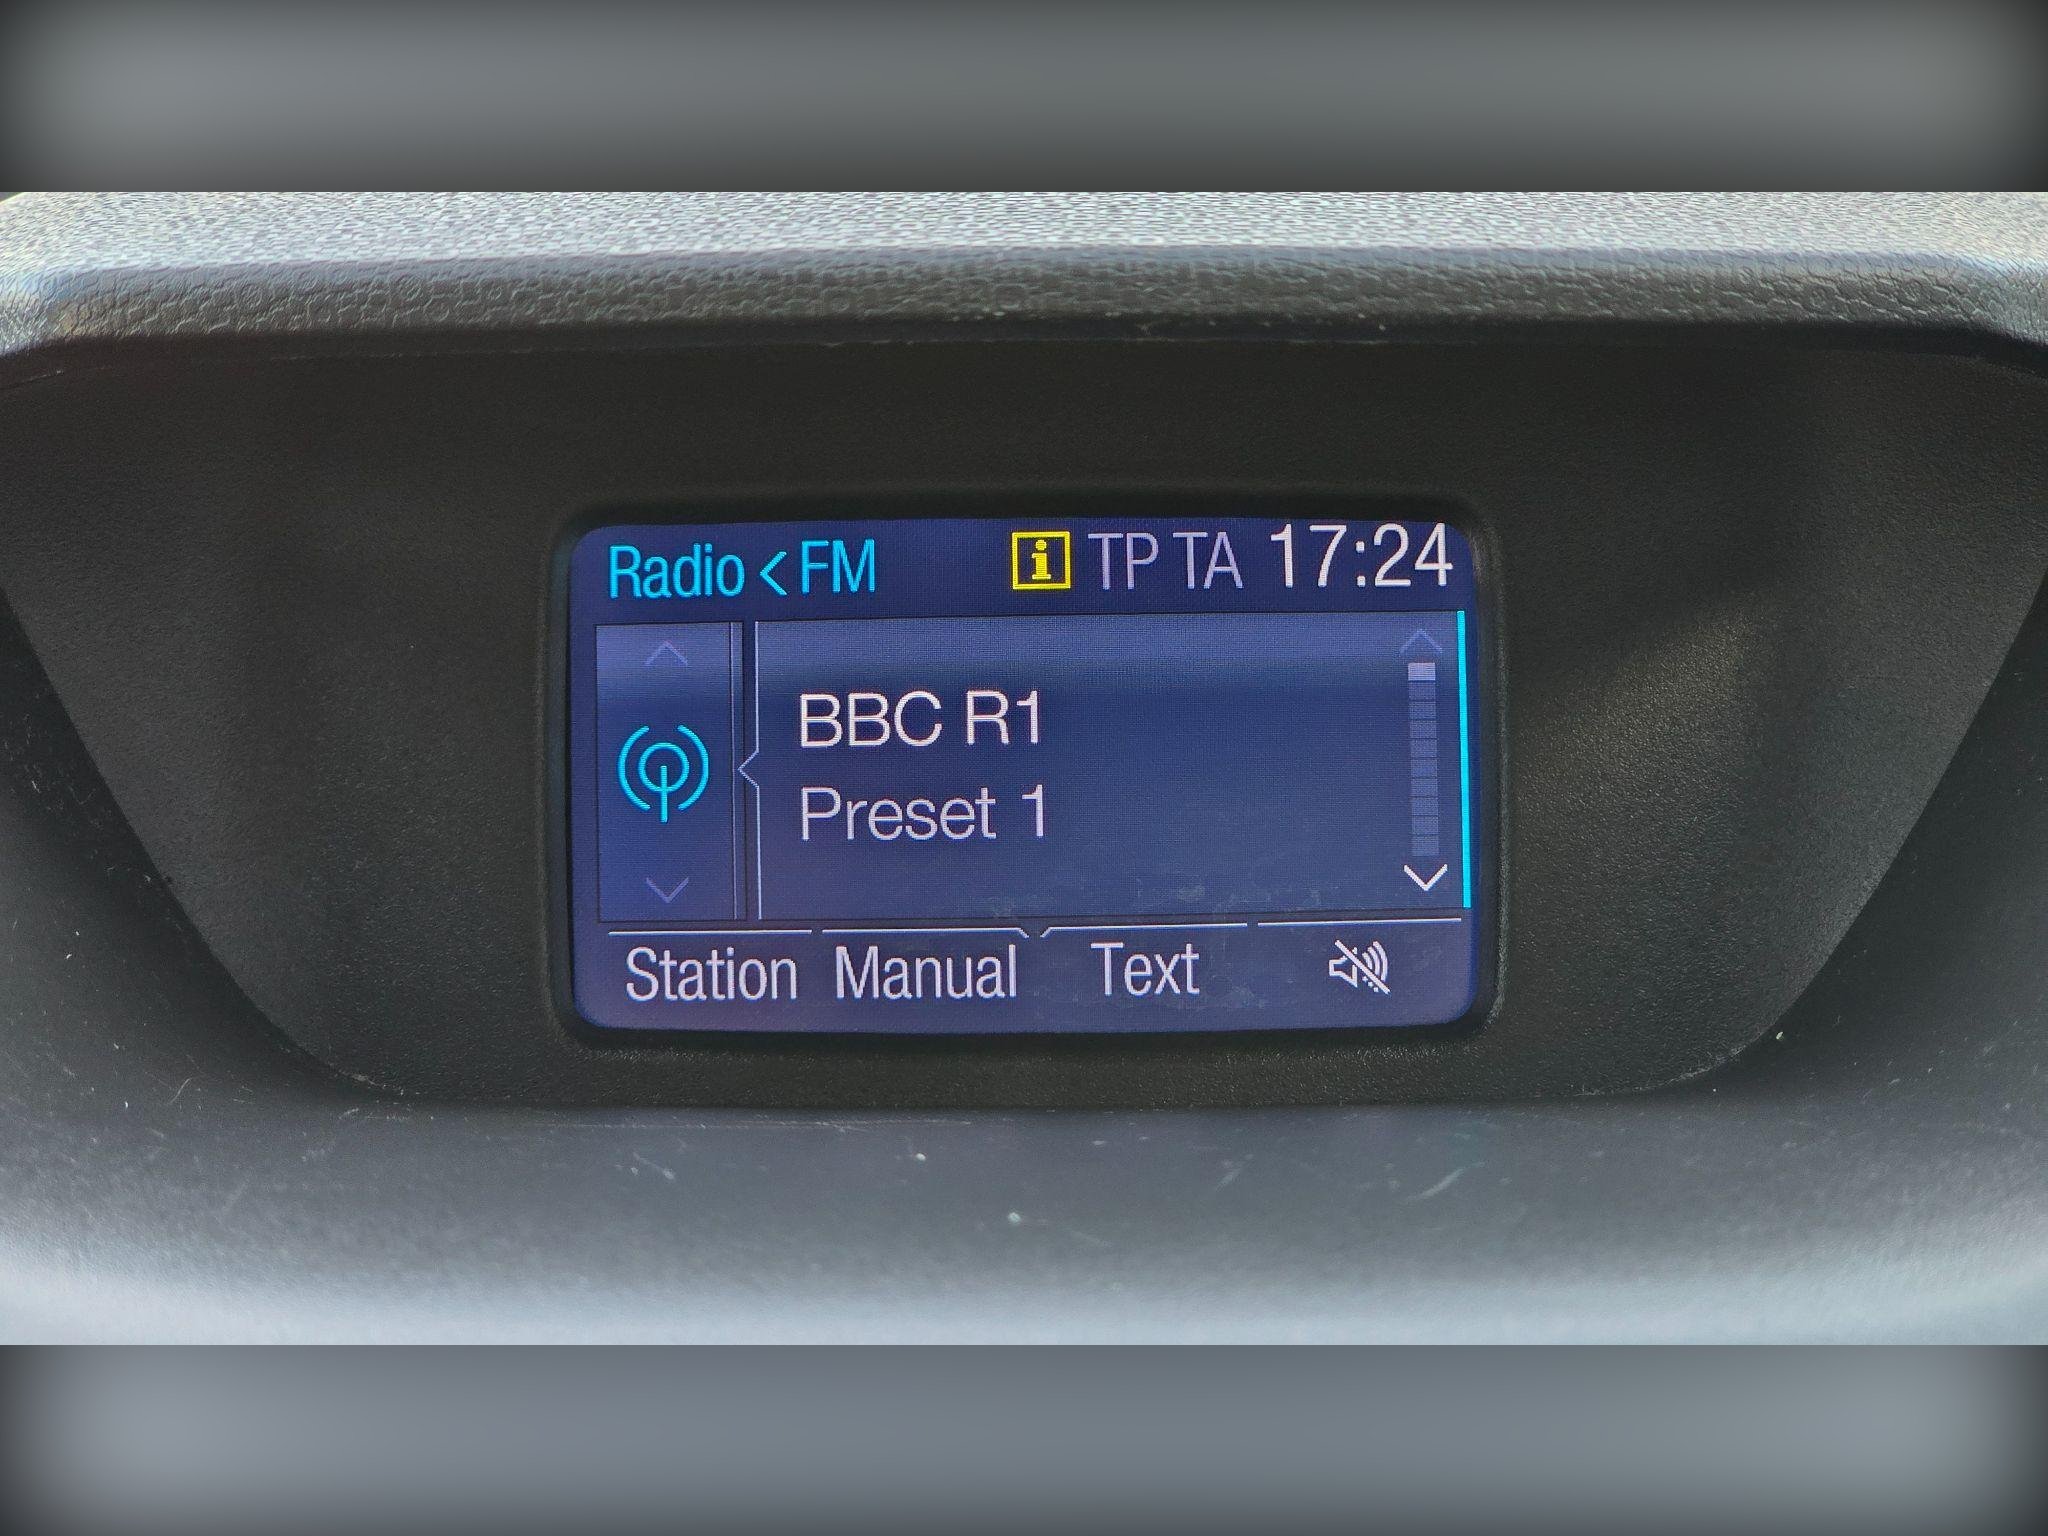 Radio < FM i TP TA 17:24
BBC R1
Preset 1
Station Manual Text